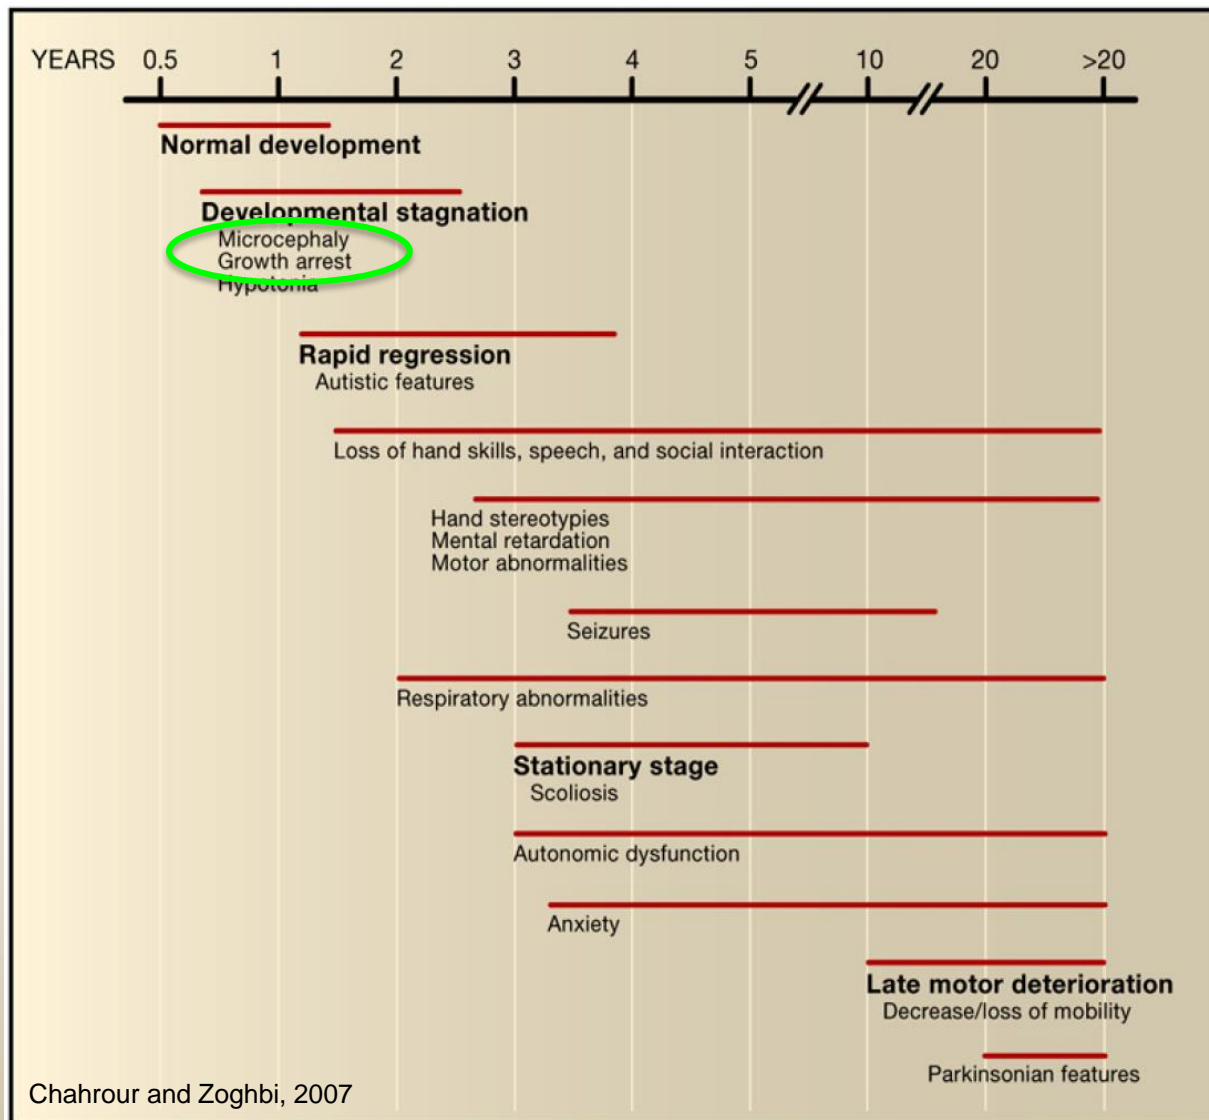 YEARS 0.5 1 2 3 4 5 10 20 >20
Normal development
Developmental stagnation
Microcephaly
Growth arrest
Hypotonia
Rapid regression
Autistic features
Loss of hand skills, speech, and social interaction
Hand stereotypies
Mental retardation
Motor abnormalities
Seizures
Respiratory abnormalities
Stationary stage
Scoliosis
Autonomic dysfunction
Anxiety
Late motor deterioration
Decrease/loss of mobility
Parkinsonian features
Chahrour and Zoghbi, 2007